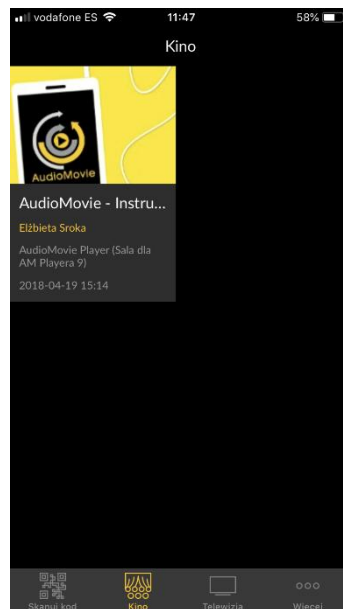 vodafone ES
11:47
58%
Kino
AudioMovie
AudioMovie - Instru...
Elżbieta Sroka
AudioMovie Player (Sala dla
AM Playera 9)
2018-04-19 15:14
Skanuj kod
Kino
Telewizja
Więcej